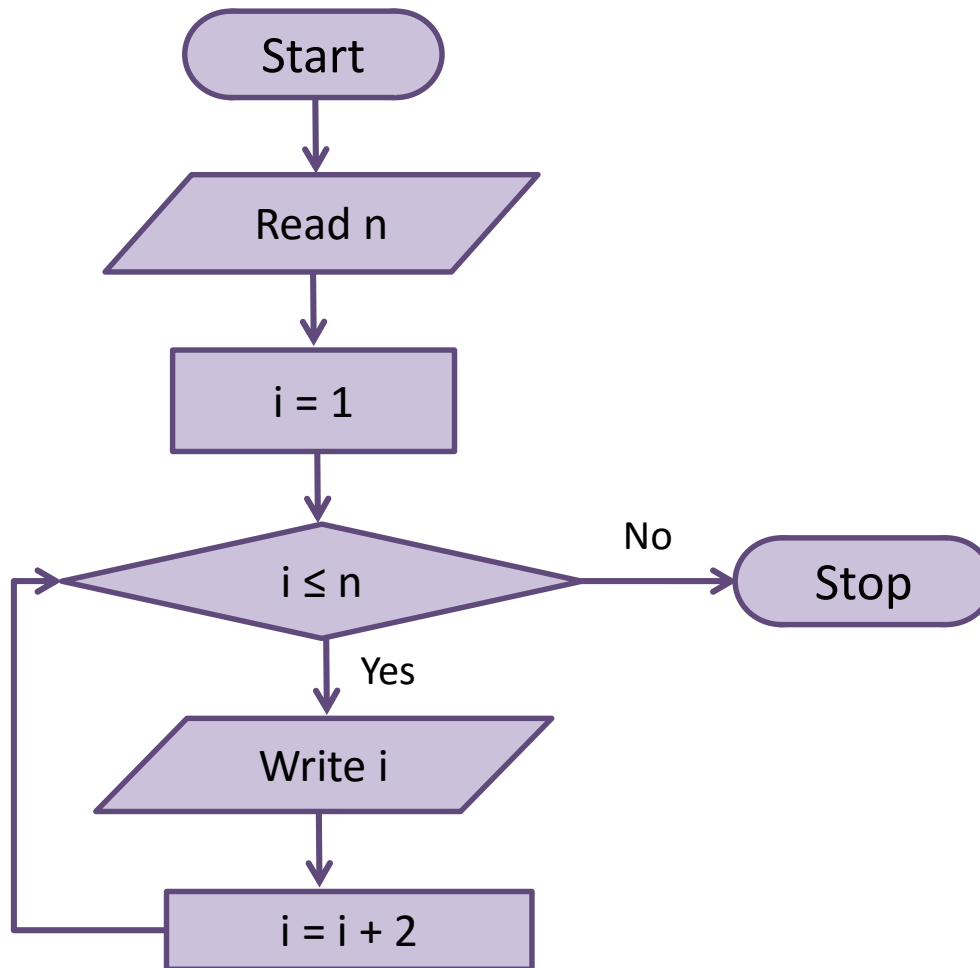 Start
Read n
i = 1
i ≤ n
No
Stop
Yes
Write i
i = i + 2